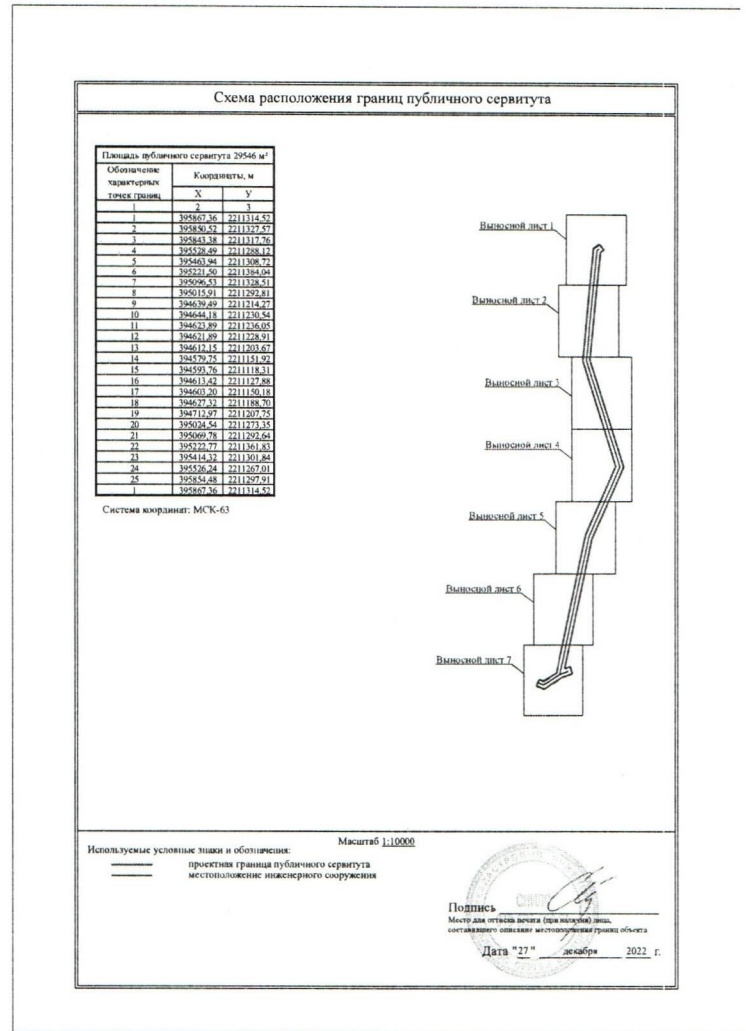 Схема расположения границ публичного сервитута
Площадь публичного сервитута 29546 м²
Обозначение характерных точек границ
Координаты, м
X У
1 2 3
1 395867,36 2211314,52
2 395850,52 2211327,57
3 395843,38 2211317,76
4 395528,49 2211288,12
5 395463,94 2211308,72
6 395221,50 2211384,04
7 395096,53 2211328,51
8 395015,91 2211292,81
9 394639,49 2211214,27
10 394644,18 2211230,54
11 394623,89 2211236,05
12 394621,89 2211228,91
13 394612,15 2211203,67
14 394579,75 2211151,92
15 394593,76 2211118,31
16 394613,42 2211127,88
17 394603,20 2211150,18
18 394627,32 2211188,70
19 394712,97 2211207,75
20 395024,54 2211273,35
21 395069,78 2211292,64
22 395222,77 2211361,83
23 395414,32 2211301,84
24 395526,24 2211267,01
25 395854,48 2211297,91
1 395867,36 2211314,52
Система координат: МСК-63
Выносной лист 1
Выносной лист 2
Выносной лист 3
Выносной лист 4
Выносной лист 5
Выносной лист 6
Выносной лист 7
Масштаб 1:10000
Используемые условные знаки и обозначения:
проектная граница публичного сервитута
местоположение инженерного сооружения
Подпись
Место для оттиска печати (при наличии) лица,
составившего описание местоположения границ объекта
Дата "27" декабря 2022 г.